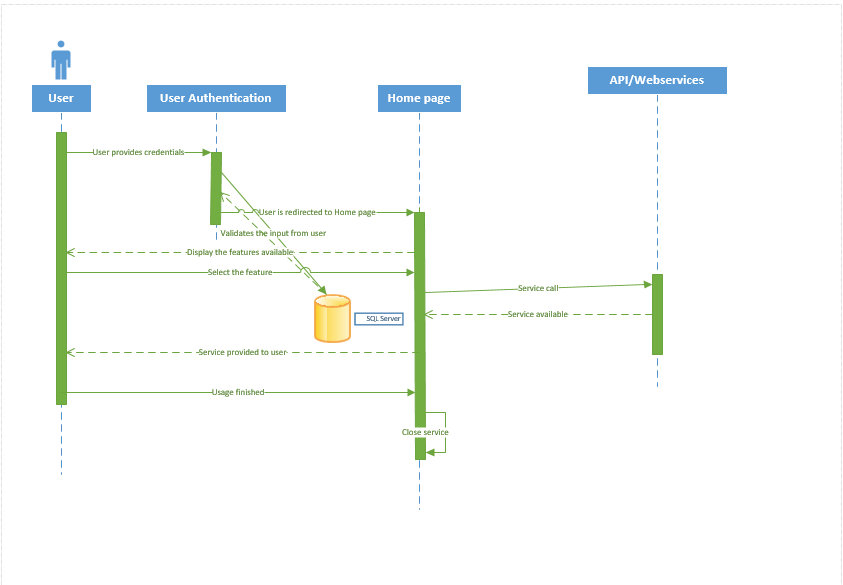 API/Webservices
User
User Authentication
Home page
User provides credentials
User is redirected to Home page
Validates the input from user
Display the features available
Select the feature
Service call
Service available
SQL Server
Service provided to user
Usage finished
Close service